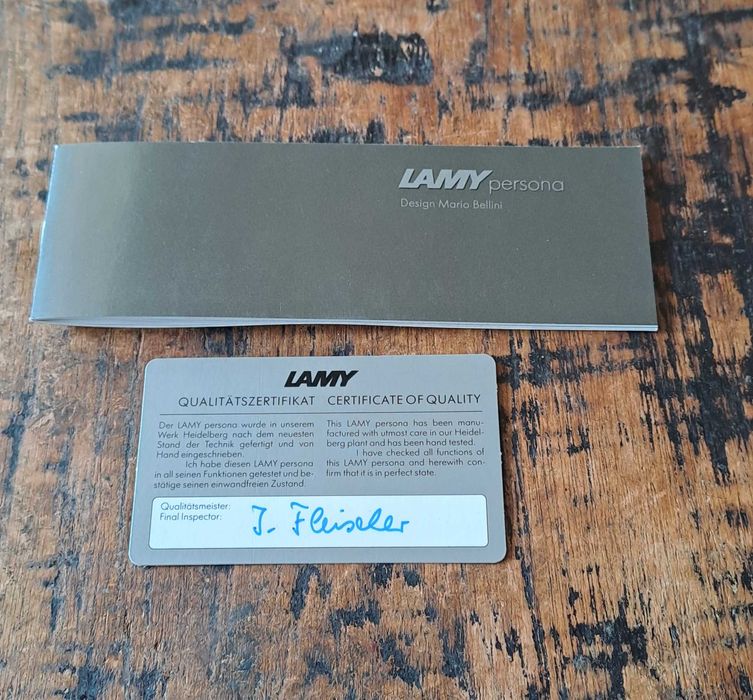 LAMY persona
Design Mario Bellini
LAMY
QUALITÄTSZERTIFIKAT CERTIFICATE OF QUALITY
Der LAMY persona wurde in unserem
Werk Heidelberg nach dem neuesten
Stand der Technik gefertigt und von
Hand eingeschrieben.
Ich habe diesen LAMY persona
in all seinen Funktionen getestet und be-
stätige seinen einwandfreien Zustand.
This LAMY persona has been manu-
factured with utmost care in our Heidel-
berg plant and has been hand tested.
I have checked all functions of
this LAMY persona and herewith con-
firm that it is in perfect state.
Qualitätsmeister:
Final Inspector:
J. Fleischer